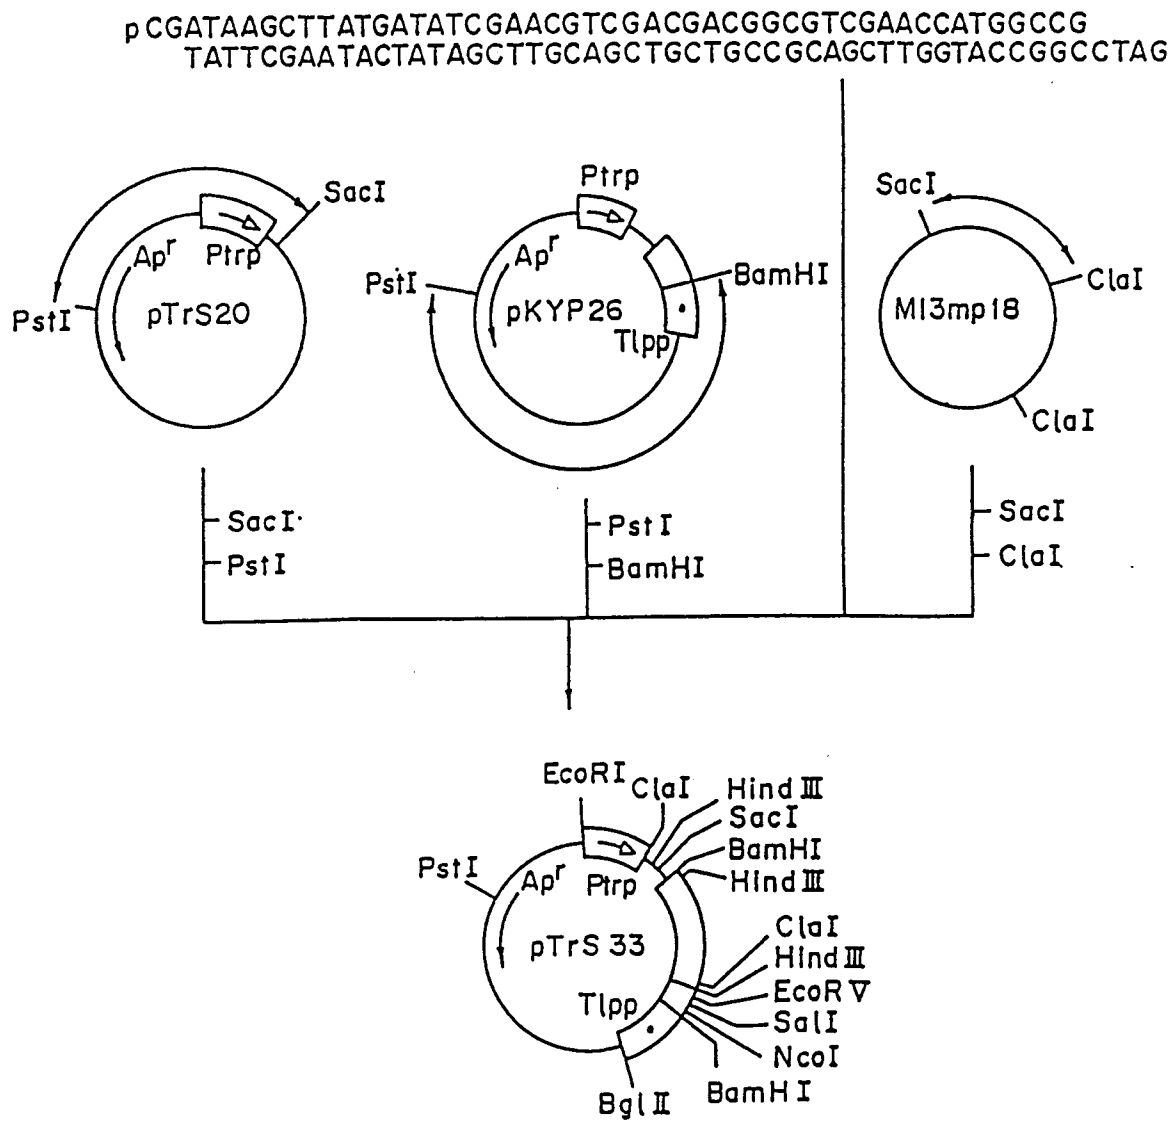 pCGATAAGCTTATGATATCGAACGTCGACGACGGCGTCGAACCATGGCCG
TATTCGAATACTATAGCTTGCAGCTGCTGCCGCAGCTTGGTACCGGCCTAG
SacI
Apr
Ptrp
PstI
pTrS20
Ptrp
Apr
PstI
BamHI
pKYP26
Tlpp
SacI
ClaI
M13mp18
ClaI
SacI
PstI
PstI
BamHI
SacI
ClaI
EcoRI
ClaI
HindIII
SacI
BamHI
HindIII
PstI
Apr
Ptrp
pTrS33
ClaI
HindIII
EcoRV
SalI
NcoI
BamHI
Tlpp
BglII